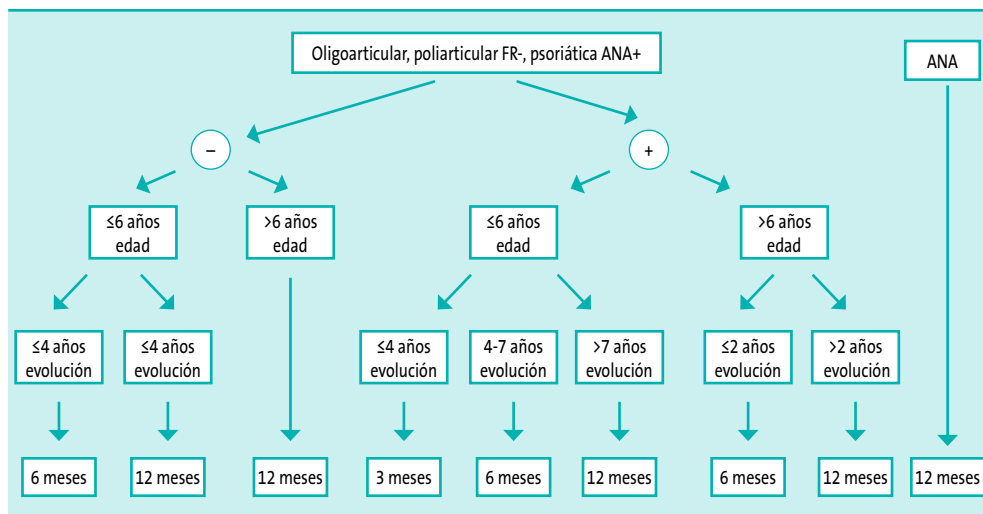 Oligoarticular, poliarticular FR-, psoriática ANA+
ANA
–
+
≤6 años
edad
>6 años
edad
≤6 años
edad
>6 años
edad
≤4 años
evolución
≤4 años
evolución
≤4 años
evolución
4-7 años
evolución
>7 años
evolución
≤2 años
evolución
>2 años
evolución
6 meses
12 meses
12 meses
3 meses
6 meses
12 meses
6 meses
12 meses
12 meses